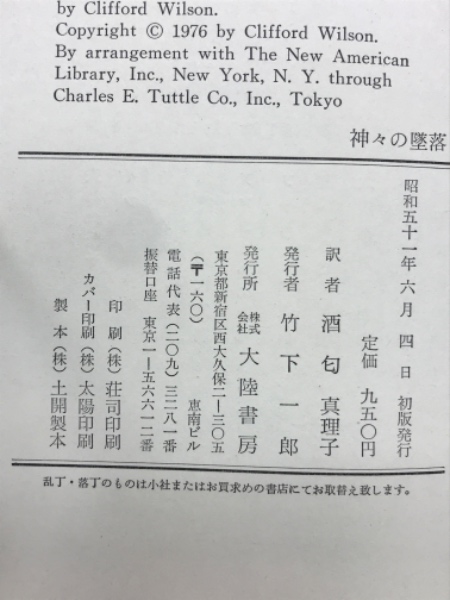 by Clifford Wilson.
Copyright © 1976 by Clifford Wilson.
By arrangement with The New American
Library, Inc., New York, N. Y. through
Charles E. Tuttle Co., Inc., Tokyo
神々の墜落
昭和五十一年六月四日 初版発行
定価 九五〇円
訳者 酒匂真理子
発行者 竹下一郎
発行所 株式会社 大陸書房
東京都新宿区西大久保二―三〇五
(〒一六〇) 恵南ビル
電話代表(二〇九)三二八一番
振替口座 東京一―五六六一二番
印刷(株)荘司印刷
カバー印刷(株)太陽印刷
製本(株)土開製本
乱丁・落丁のものは小社またはお買求めの書店にてお取替え致します。